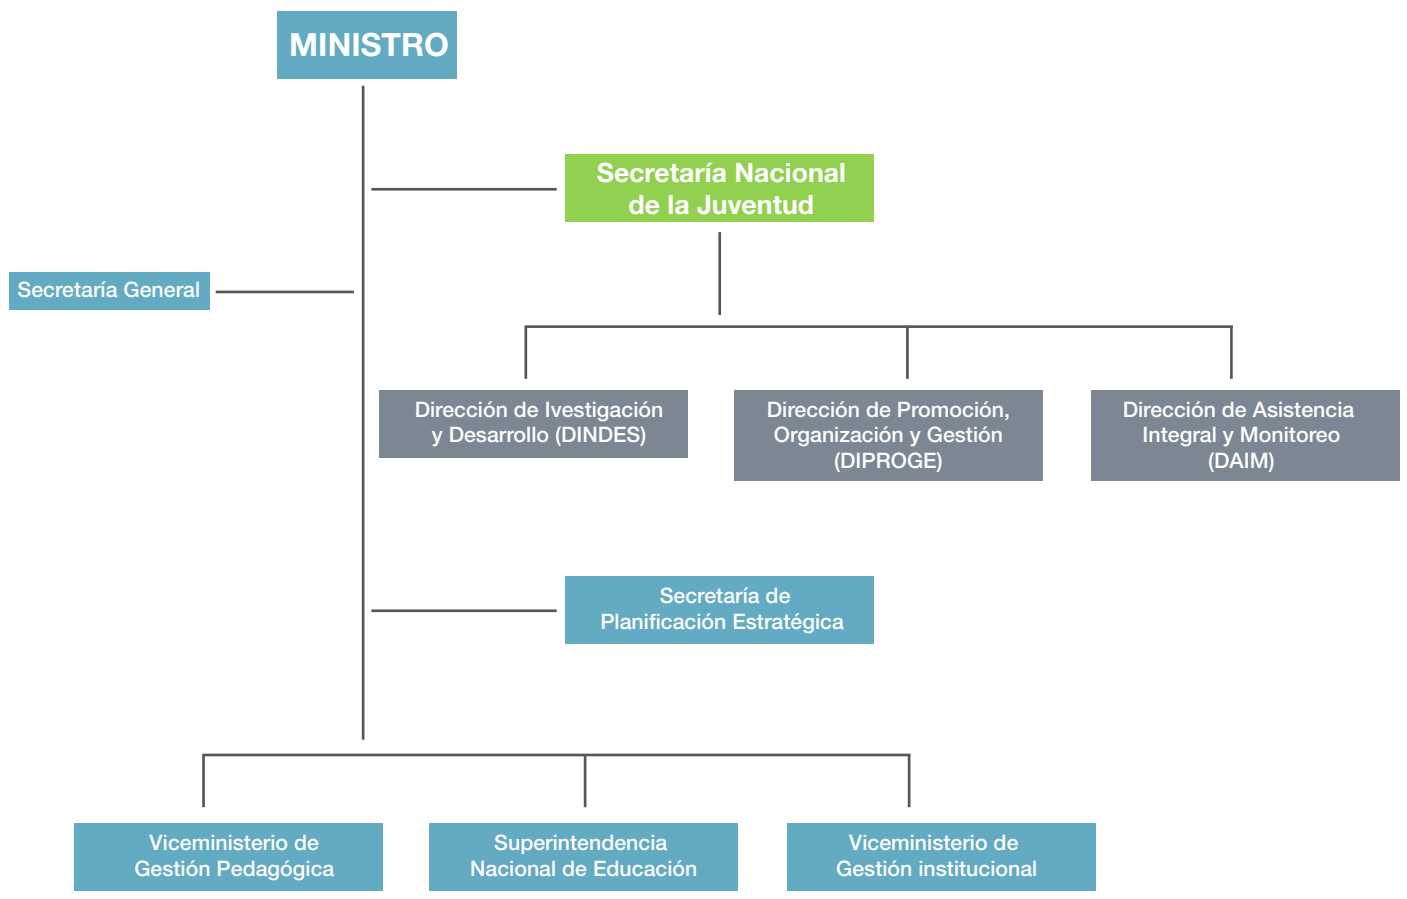 MINISTRO
Secretaría Nacional
de la Juventud
Secretaría General
Dirección de Ivestigación
y Desarrollo (DINDES)
Dirección de Promoción,
Organización y Gestión
(DIPROGE)
Dirección de Asistencia
Integral y Monitoreo
(DAIM)
Secretaría de
Planificación Estratégica
Viceministerio de
Gestión Pedagógica
Superintendencia
Nacional de Educación
Viceministerio de
Gestión institucional